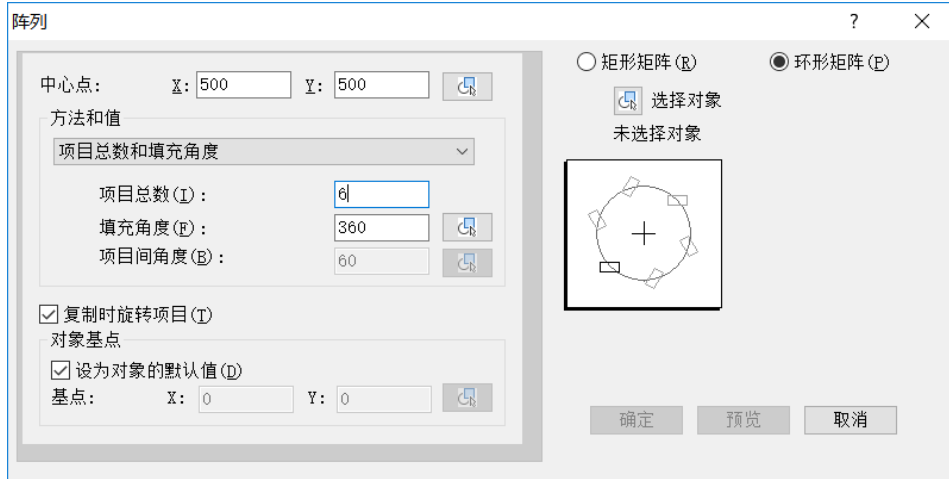 阵列 ? ×
中心点: X: 500 Y: 500
方法和值
项目总数和填充角度
项目总数(I): 6
填充角度(F): 360
项目间角度(B): 60
复制时旋转项目(T)
对象基点
设为对象的默认值(D)
基点: X: 0 Y: 0
矩形矩阵(R) 环形矩阵(P)
选择对象
未选择对象
确定 预览 取消